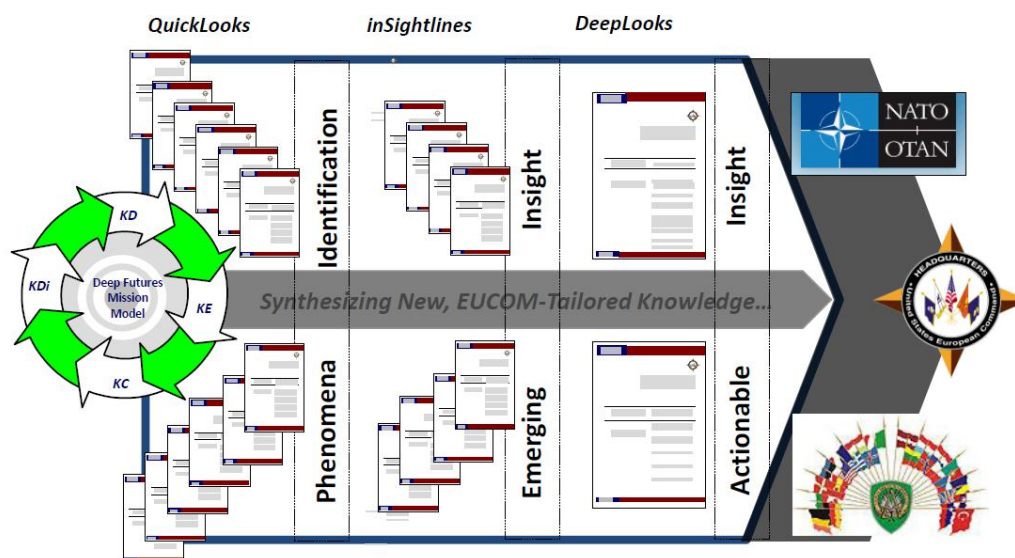 QuickLooks
inSightlines
DeepLooks
Phenomena Identification
Emerging Insight
Actionable Insight
NATO
OTAN
KD
KDi
KE
KC
Deep Futures
Mission
Model
Synthesizing New, EUCOM-Tailored Knowledge...
HEADQUARTERS
United States European Command